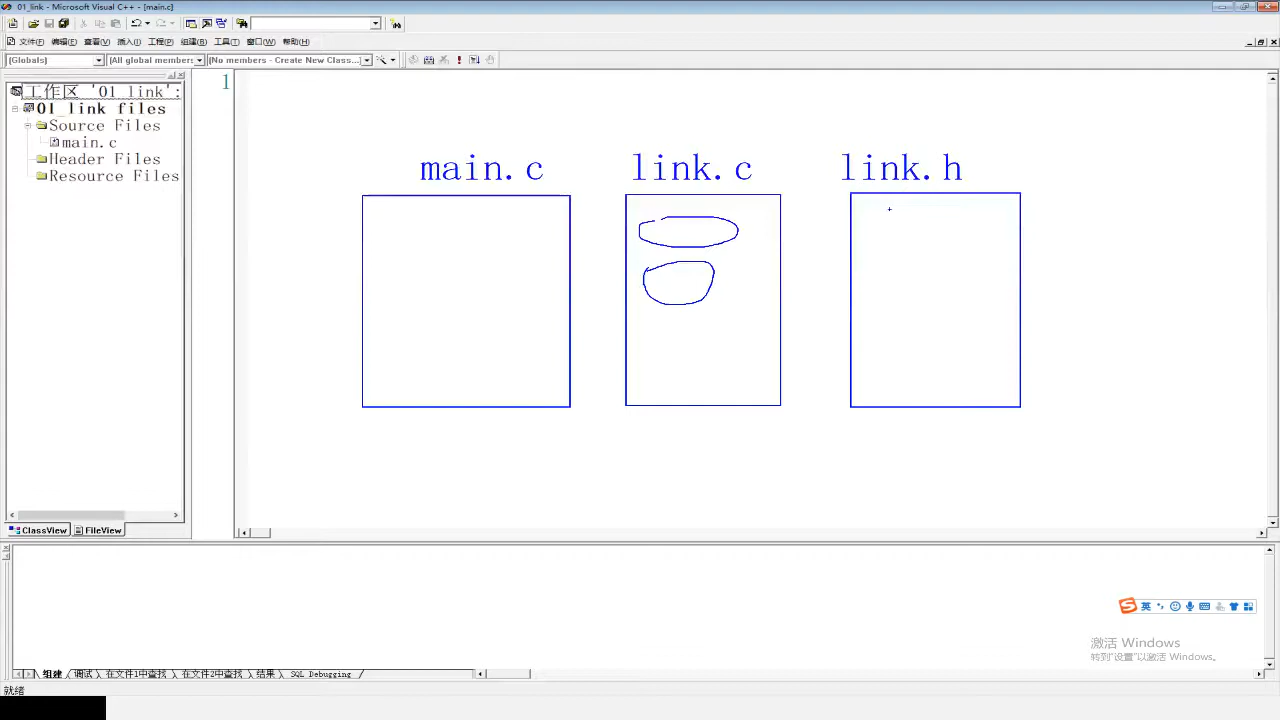 01_link - Microsoft Visual C++ - [main.c]
文件(F) 编辑(E) 查看(V) 插入(I) 工程(P) 组建(B) 工具(T) 窗口(W) 帮助(H)
(Globals) (All global members (No members - Create New Class...
工作区 '01_link':
01_link files
Source Files
main.c
Header Files
Resource Files
ClassView FileView
1
main.c link.c link.h
英
激活 Windows
转到"设置"以激活 Windows。
组建 调试 在文件1中查找 在文件2中查找 结果 SQL Debugging
就绪